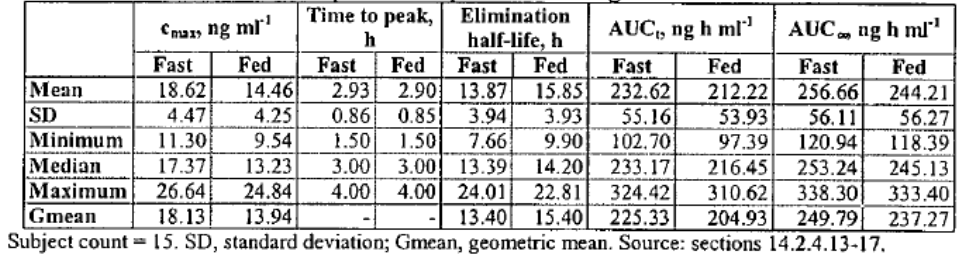 c max, ng ml-1 Time to peak, h Elimination half-life, h AUCt, ng h ml-1 AUC∞, ng h ml-1
Fast Fed Fast Fed Fast Fed Fast Fed Fast Fed
Mean 18.62 14.46 2.93 2.90 13.87 15.85 232.62 212.22 256.66 244.21
SD 4.47 4.25 0.86 0.85 3.94 3.93 55.16 53.93 56.11 56.27
Minimum 11.30 9.54 1.50 1.50 7.66 9.90 102.70 97.39 120.94 118.39
Median 17.37 13.23 3.00 3.00 13.39 14.20 233.17 216.45 253.24 245.13
Maximum 26.64 24.84 4.00 4.00 24.01 22.81 324.42 310.62 338.30 333.40
Gmean 18.13 13.94 - - 13.40 15.40 225.33 204.93 249.79 237.27
Subject count = 15. SD, standard deviation; Gmean, geometric mean. Source: sections 14.2.4.13-17.